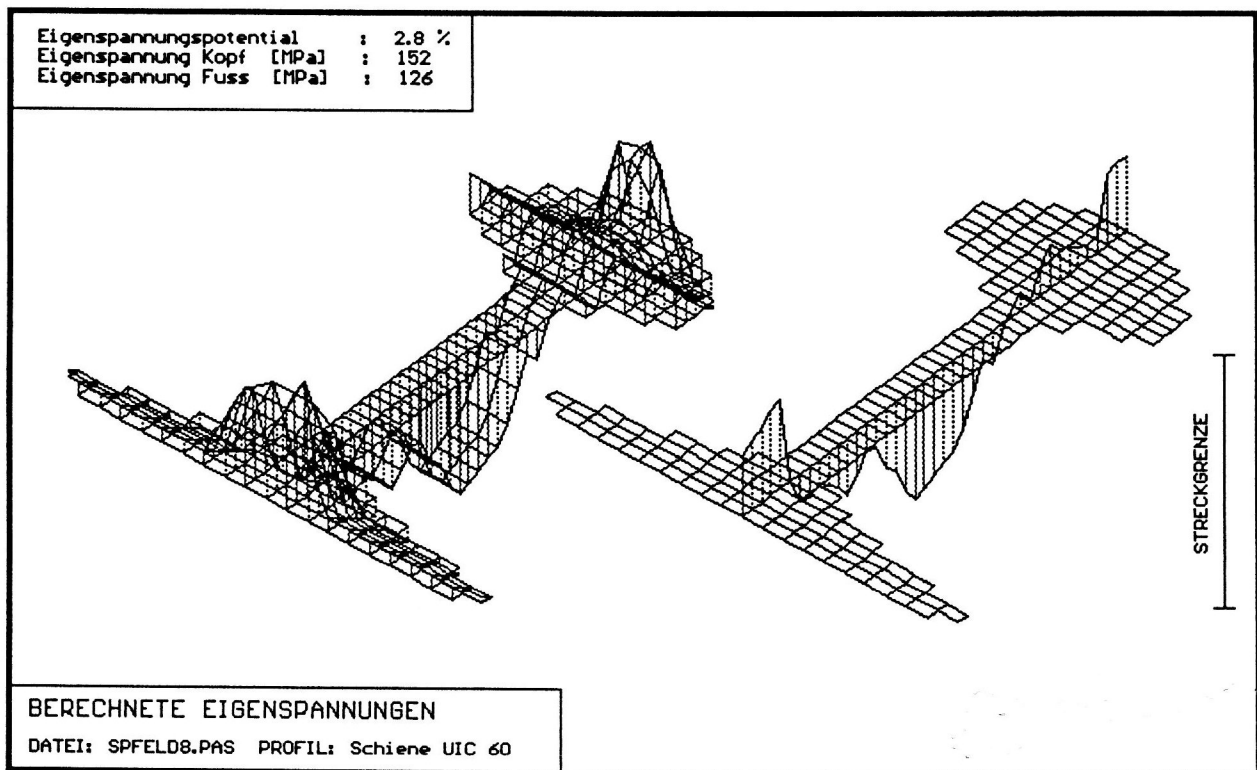 Eigenspannungspotential : 2.8 %
Eigenspannung Kopf [MPa] : 152
Eigenspannung Fuss [MPa] : 126
STRECKGRENZE
BERECHNETE EIGENSPANNUNGEN
DATEI: SPFELD8.PAS PROFIL: Schiene UIC 60